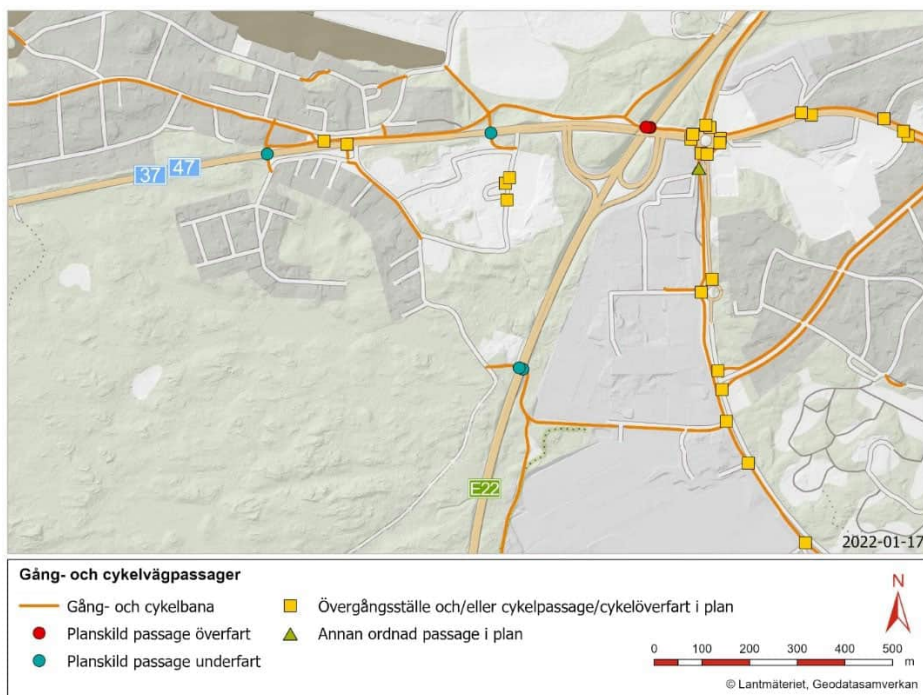 37
47
E22
2022-01-17
Gång- och cykelvägpassager
Gång- och cykelbana
Planskild passage överfart
Planskild passage underfart
Övergångsställe och/eller cykelpassage/cykelöverfart i plan
Annan ordnad passage i plan
N
0 100 200 300 400 500
m
© Lantmäteriet, Geodatasamverkan